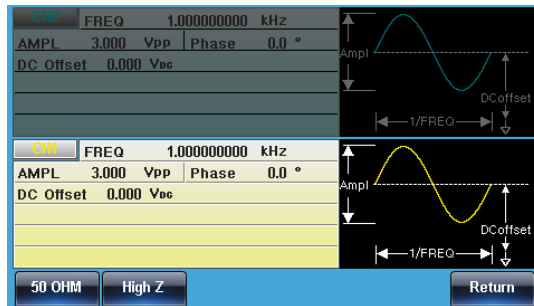 CH2 FREQ 1.000000000 kHz
AMPL 3.000 Vpp Phase 0.0 °
DC Offset 0.000 VDC
Ampl
DCoffset
1/FREQ
CH1 FREQ 1.000000000 kHz
AMPL 3.000 Vpp Phase 0.0 °
DC Offset 0.000 VDC
Ampl
DCoffset
1/FREQ
50 OHM High Z Return